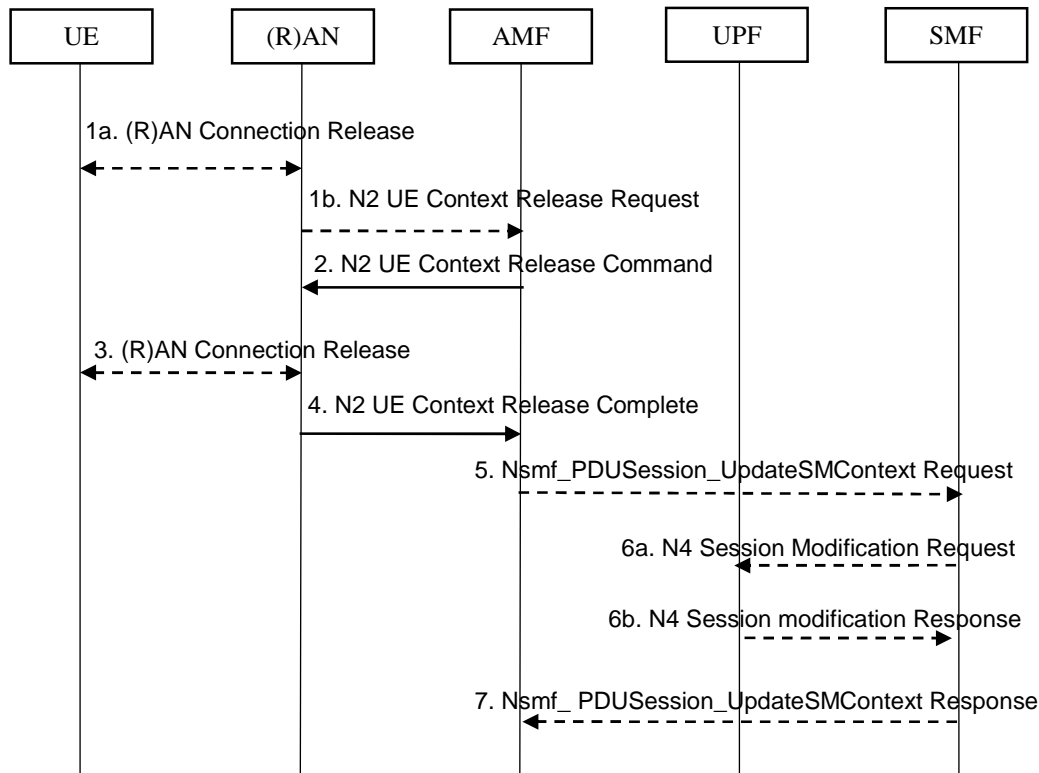 UE
(R)AN
AMF
UPF
SMF
1a. (R)AN Connection Release
1b. N2 UE Context Release Request
2. N2 UE Context Release Command
3. (R)AN Connection Release
4. N2 UE Context Release Complete
5. Nsmf_PDUSession_UpdateSMContext Request
6a. N4 Session Modification Request
6b. N4 Session modification Response
7. Nsmf_ PDUSession_UpdateSMContext Response